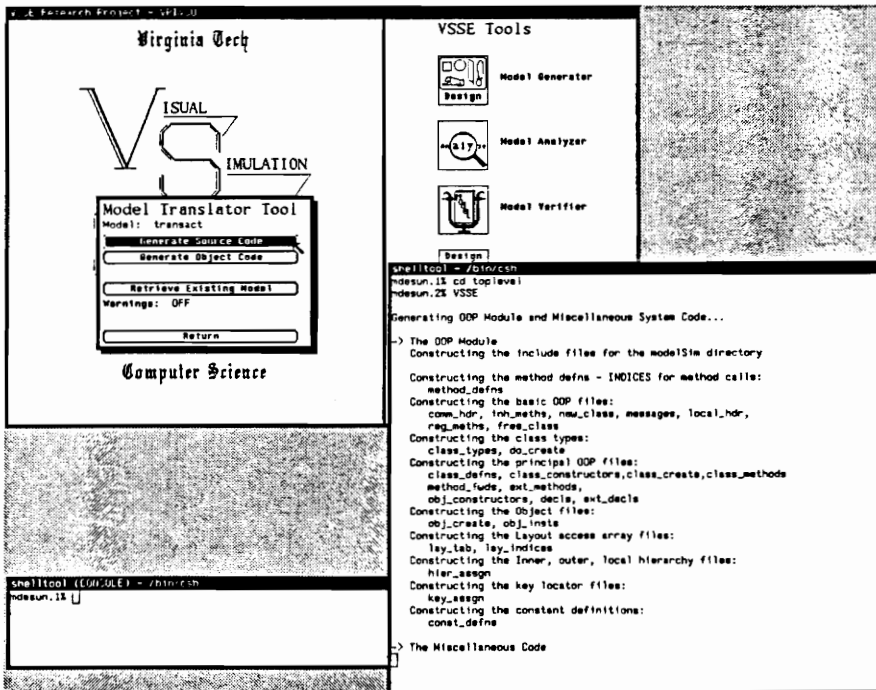 VSSE Research Project - VPI&SU
Virginia Tech
V
ISUAL
S
IMULATION
Model Translator Tool
Model: transact
Generate Source Code
Generate Object Code
Retrieve Existing Model
Warnings: OFF
Return
Computer Science
VSSE Tools
Design
Model Generator
aly
Model Analyzer
Model Verifier
Design
shelltool - /bin/csh
mdesun.1% cd toplevel
mdesun.2% VSSE
Generating OOP Module and Miscellaneous System Code...
-> The OOP Module
Constructing the include files for the modelSim directory
Constructing the method defns - INDICES for method calls:
method_defns
Constructing the basic OOP files:
comm_hdr, inh_meths, new_class, messages, local_hdr,
reg_meths, free_class
Constructing the class types:
class_types, do_create
Constructing the principal OOP files:
class_defns, class_constructors,class_create,class_methods
method_fwds, ext_methods,
obj_constructors, decls, ext_decls
Constructing the Object files:
obj_create, obj_insts
Constructing the Layout access array files:
lay_tab, lay_indices
Constructing the Inner, outer, local hierarchy files:
hier_assgn
Constructing the key locator files:
key_assgn
Constructing the constant definitions:
const_defns
-> The Miscellaneous Code
shelltool (CONSOLE) - /bin/csh
mdesun.1%